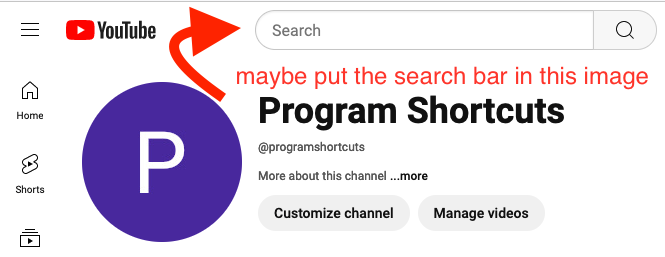 YouTube
Search
maybe put the search bar in this image
Program Shortcuts
P
@programshortcuts
Home
More about this channel ...more
Shorts
Customize channel
Manage videos